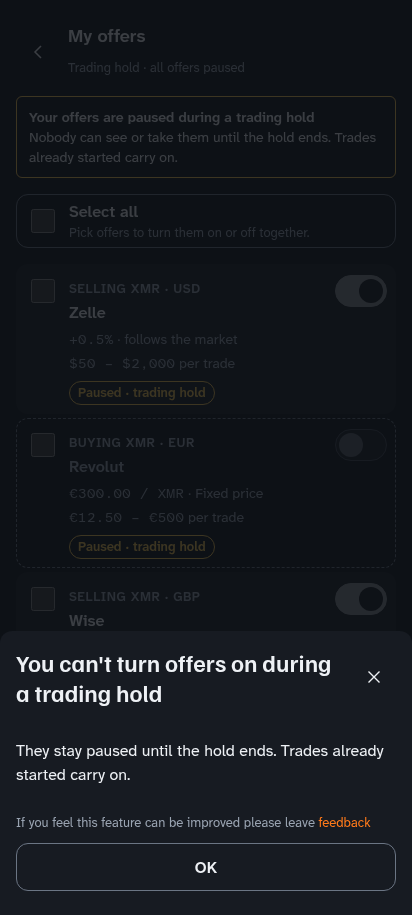 My offers
Trading hold · all offers paused
Your offers are paused during a trading hold
Nobody can see or take them until the hold ends. Trades
already started carry on.
Select all
Pick offers to turn them on or off together.
SELLING XMR · USD
Zelle
+0.5% · follows the market
$50 – $2,000 per trade
Paused · trading hold
BUYING XMR · EUR
Revolut
€300.00 / XMR · Fixed price
€12.50 – €500 per trade
Paused · trading hold
SELLING XMR · GBP
Wise
You can't turn offers on during
a trading hold
They stay paused until the hold ends. Trades already
started carry on.
If you feel this feature can be improved please leave feedback
OK